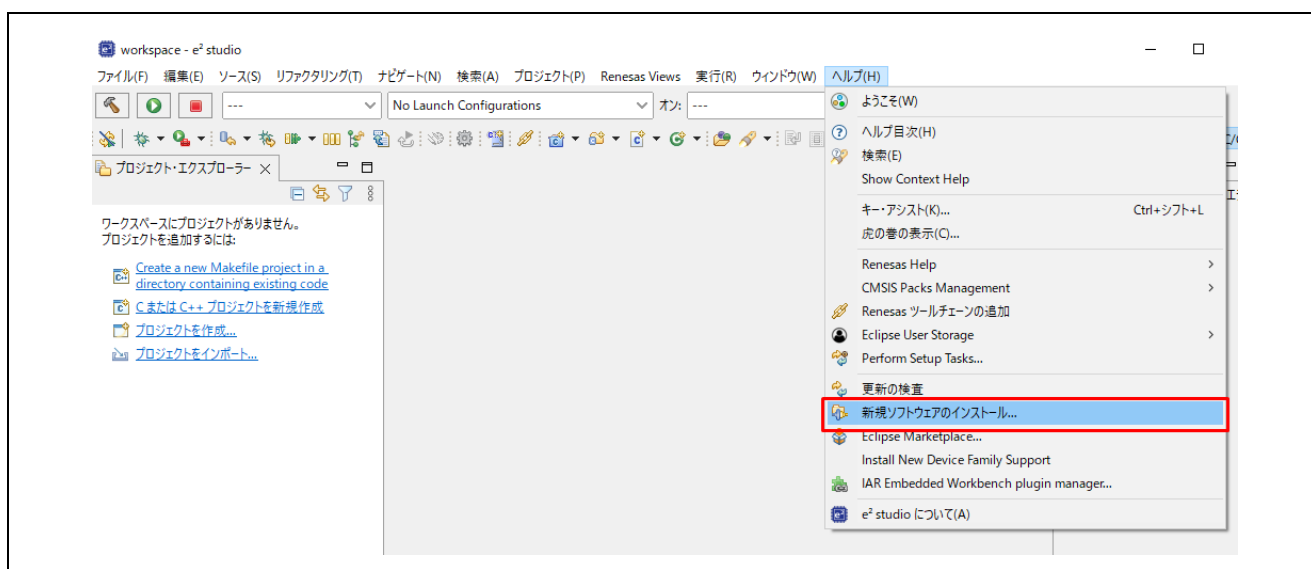 workspace - e² studio
ファイル(F) 編集(E) ソース(S) リファクタリング(T) ナビゲート(N) 検索(A) プロジェクト(P) Renesas Views 実行(R) ウィンドウ(W) ヘルプ(H)
--- No Launch Configurations オン: ---
プロジェクト・エクスプローラー
ワークスペースにプロジェクトがありません。
プロジェクトを追加するには:
Create a new Makefile project in a
directory containing existing code
C または C++ プロジェクトを新規作成
プロジェクトを作成...
プロジェクトをインポート...
ようこそ(W)
ヘルプ目次(H)
検索(E)
Show Context Help
キー・アシスト(K)... Ctrl+シフト+L
虎の巻の表示(C)...
Renesas Help
CMSIS Packs Management
Renesas ツールチェーンの追加
Eclipse User Storage
Perform Setup Tasks...
更新の検査
新規ソフトウェアのインストール...
Eclipse Marketplace...
Install New Device Family Support
IAR Embedded Workbench plugin manager...
e² studio について(A)